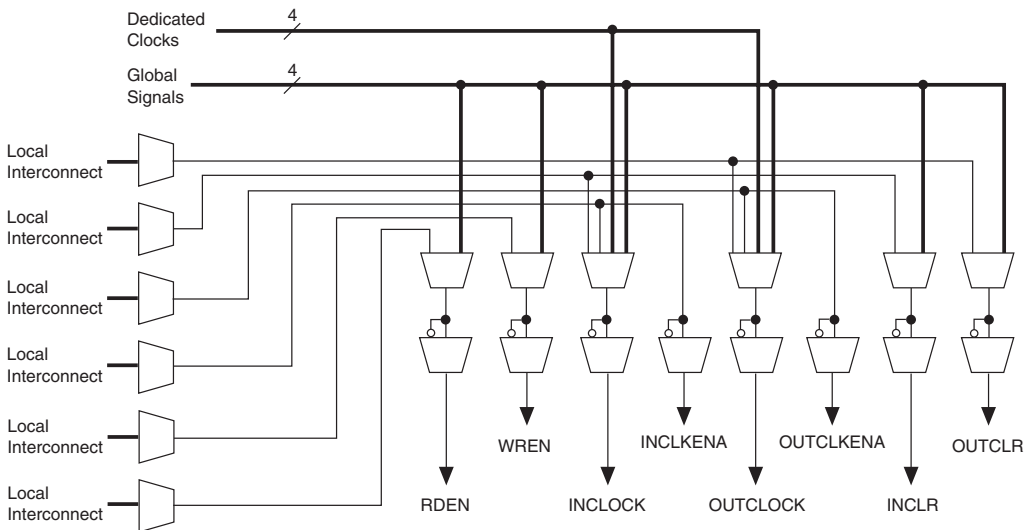 Dedicated
Clocks
4
Global
Signals
4
Local
Interconnect
Local
Interconnect
Local
Interconnect
Local
Interconnect
Local
Interconnect
Local
Interconnect
WREN
INCLKENA
OUTCLKENA
OUTCLR
RDEN
INCLOCK
OUTCLOCK
INCLR